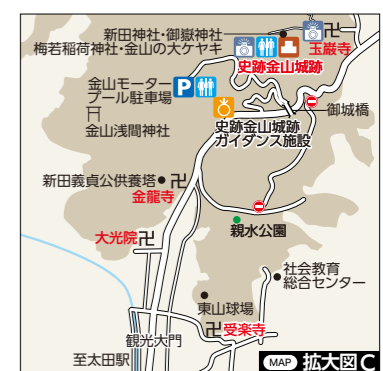 新田神社・御嶽神社
梅若稲荷神社・金山の大ケヤキ
玉巌寺
史跡金山城跡
金山モーター
プール駐車場
P
金山浅間神社
御城橋
史跡金山城跡
ガイダンス施設
新田義貞公供養塔
金龍寺
大光院
親水公園
社会教育
総合センター
東山球場
受楽寺
観光大門
至太田駅
MAP 拡大図C